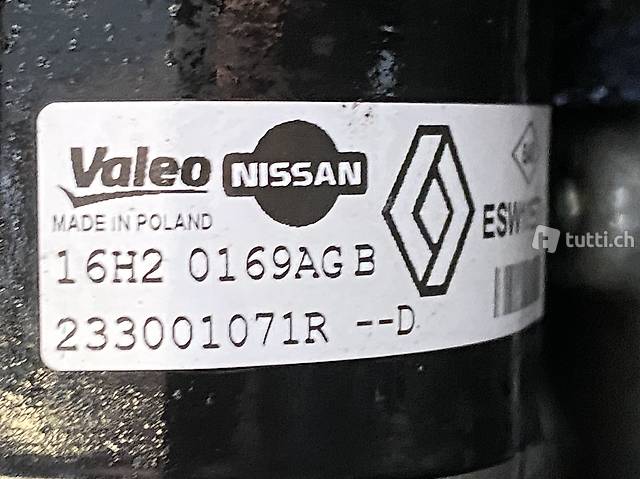 Valeo
NISSAN
MADE IN POLAND
16H2 0169AG B
233001071R --D
tutti.ch